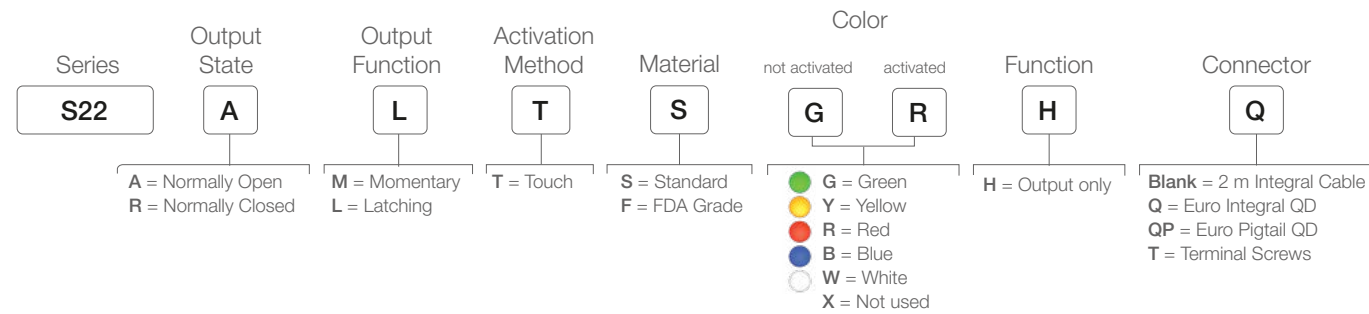 Color
Series
Output State
Output Function
Activation Method
Material
not activated
activated
Function
Connector
S22
A
L
T
S
G
R
H
Q
A = Normally Open
R = Normally Closed
M = Momentary
L = Latching
T = Touch
S = Standard
F = FDA Grade
G = Green
Y = Yellow
R = Red
B = Blue
W = White
X = Not used
H = Output only
Blank = 2 m Integral Cable
Q = Euro Integral QD
QP = Euro Pigtail QD
T = Terminal Screws